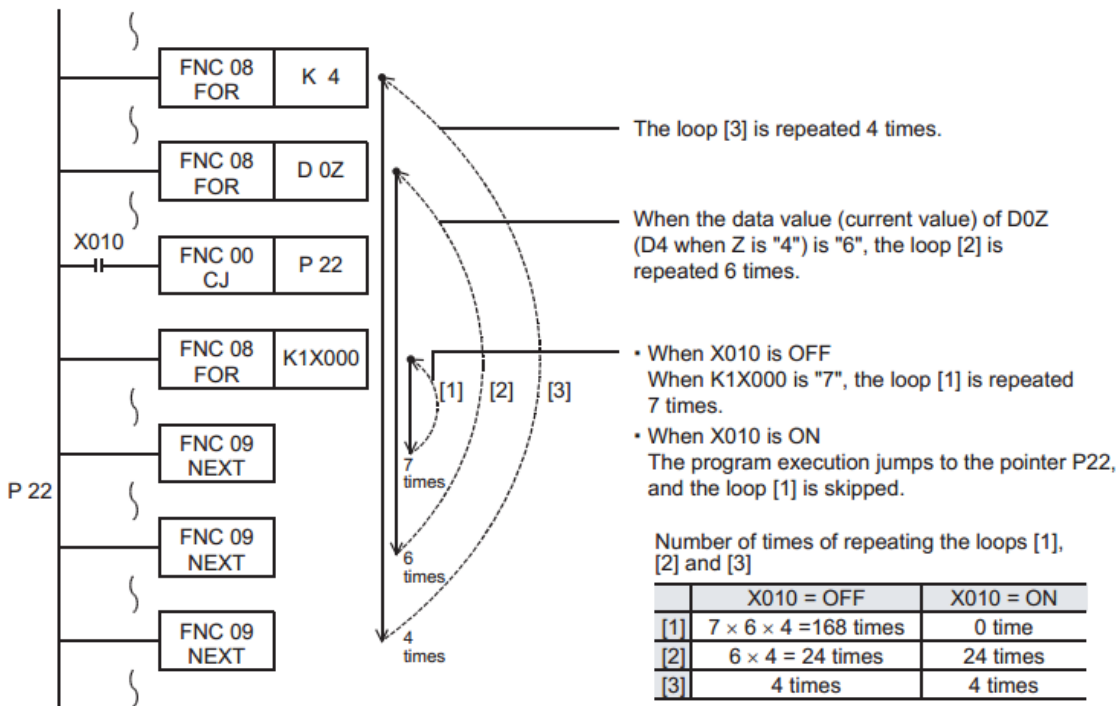 FNC 08
FOR
K 4
The loop [3] is repeated 4 times.
FNC 08
FOR
D 0Z
When the data value (current value) of D0Z
(D4 when Z is "4") is "6", the loop [2] is
repeated 6 times.
X010
FNC 00
CJ
P 22
FNC 08
FOR
K1X000
[1]
[2]
[3]
• When X010 is OFF
When K1X000 is "7", the loop [1] is repeated
7 times.
• When X010 is ON
The program execution jumps to the pointer P22,
and the loop [1] is skipped.
FNC 09
NEXT
7
times
P 22
FNC 09
NEXT
6
times
FNC 09
NEXT
4
times
Number of times of repeating the loops [1],
[2] and [3]
X010 = OFF X010 = ON
[1] 7 × 6 × 4 =168 times 0 time
[2] 6 × 4 = 24 times 24 times
[3] 4 times 4 times